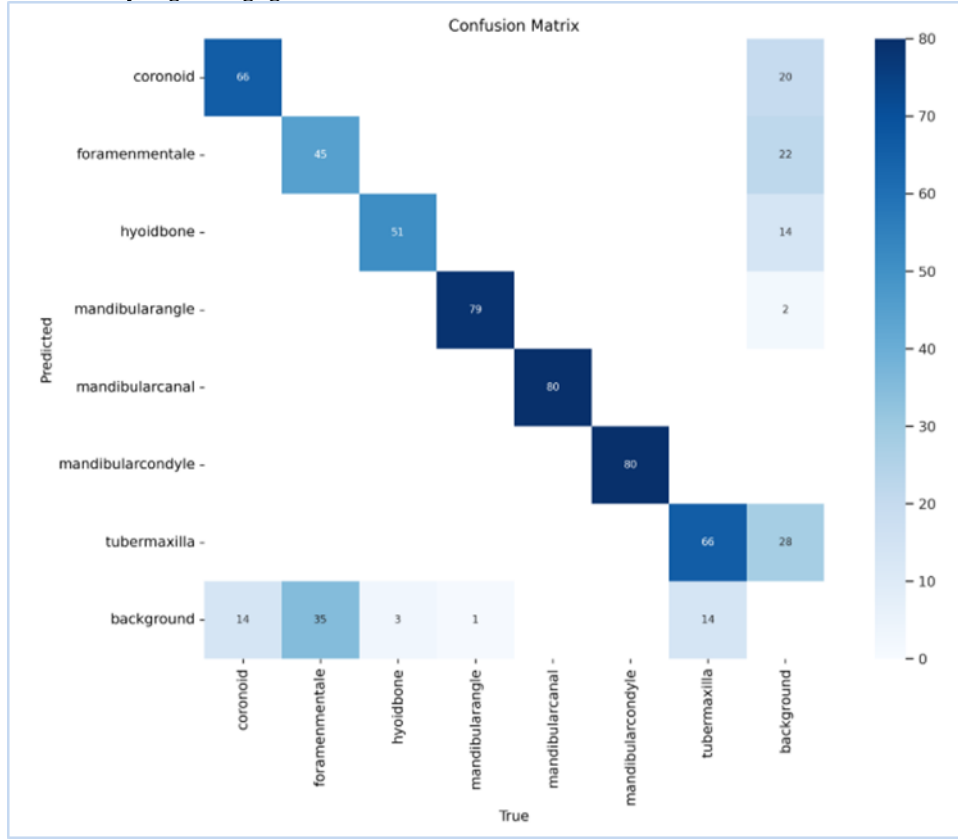 Confusion Matrix
coronoid 66 20
foramenmentale 45 22
hyoidbone 51 14
mandibularangle 79 2
mandibularcanal 80
mandibularcondyle 80
tubermaxilla 66 28
background 14 35 3 1 14
coronoid
foramenmentale
hyoidbone
mandibularangle
mandibularcanal
mandibularcondyle
tubermaxilla
background
Predicted
True
80
70
60
50
40
30
20
10
0